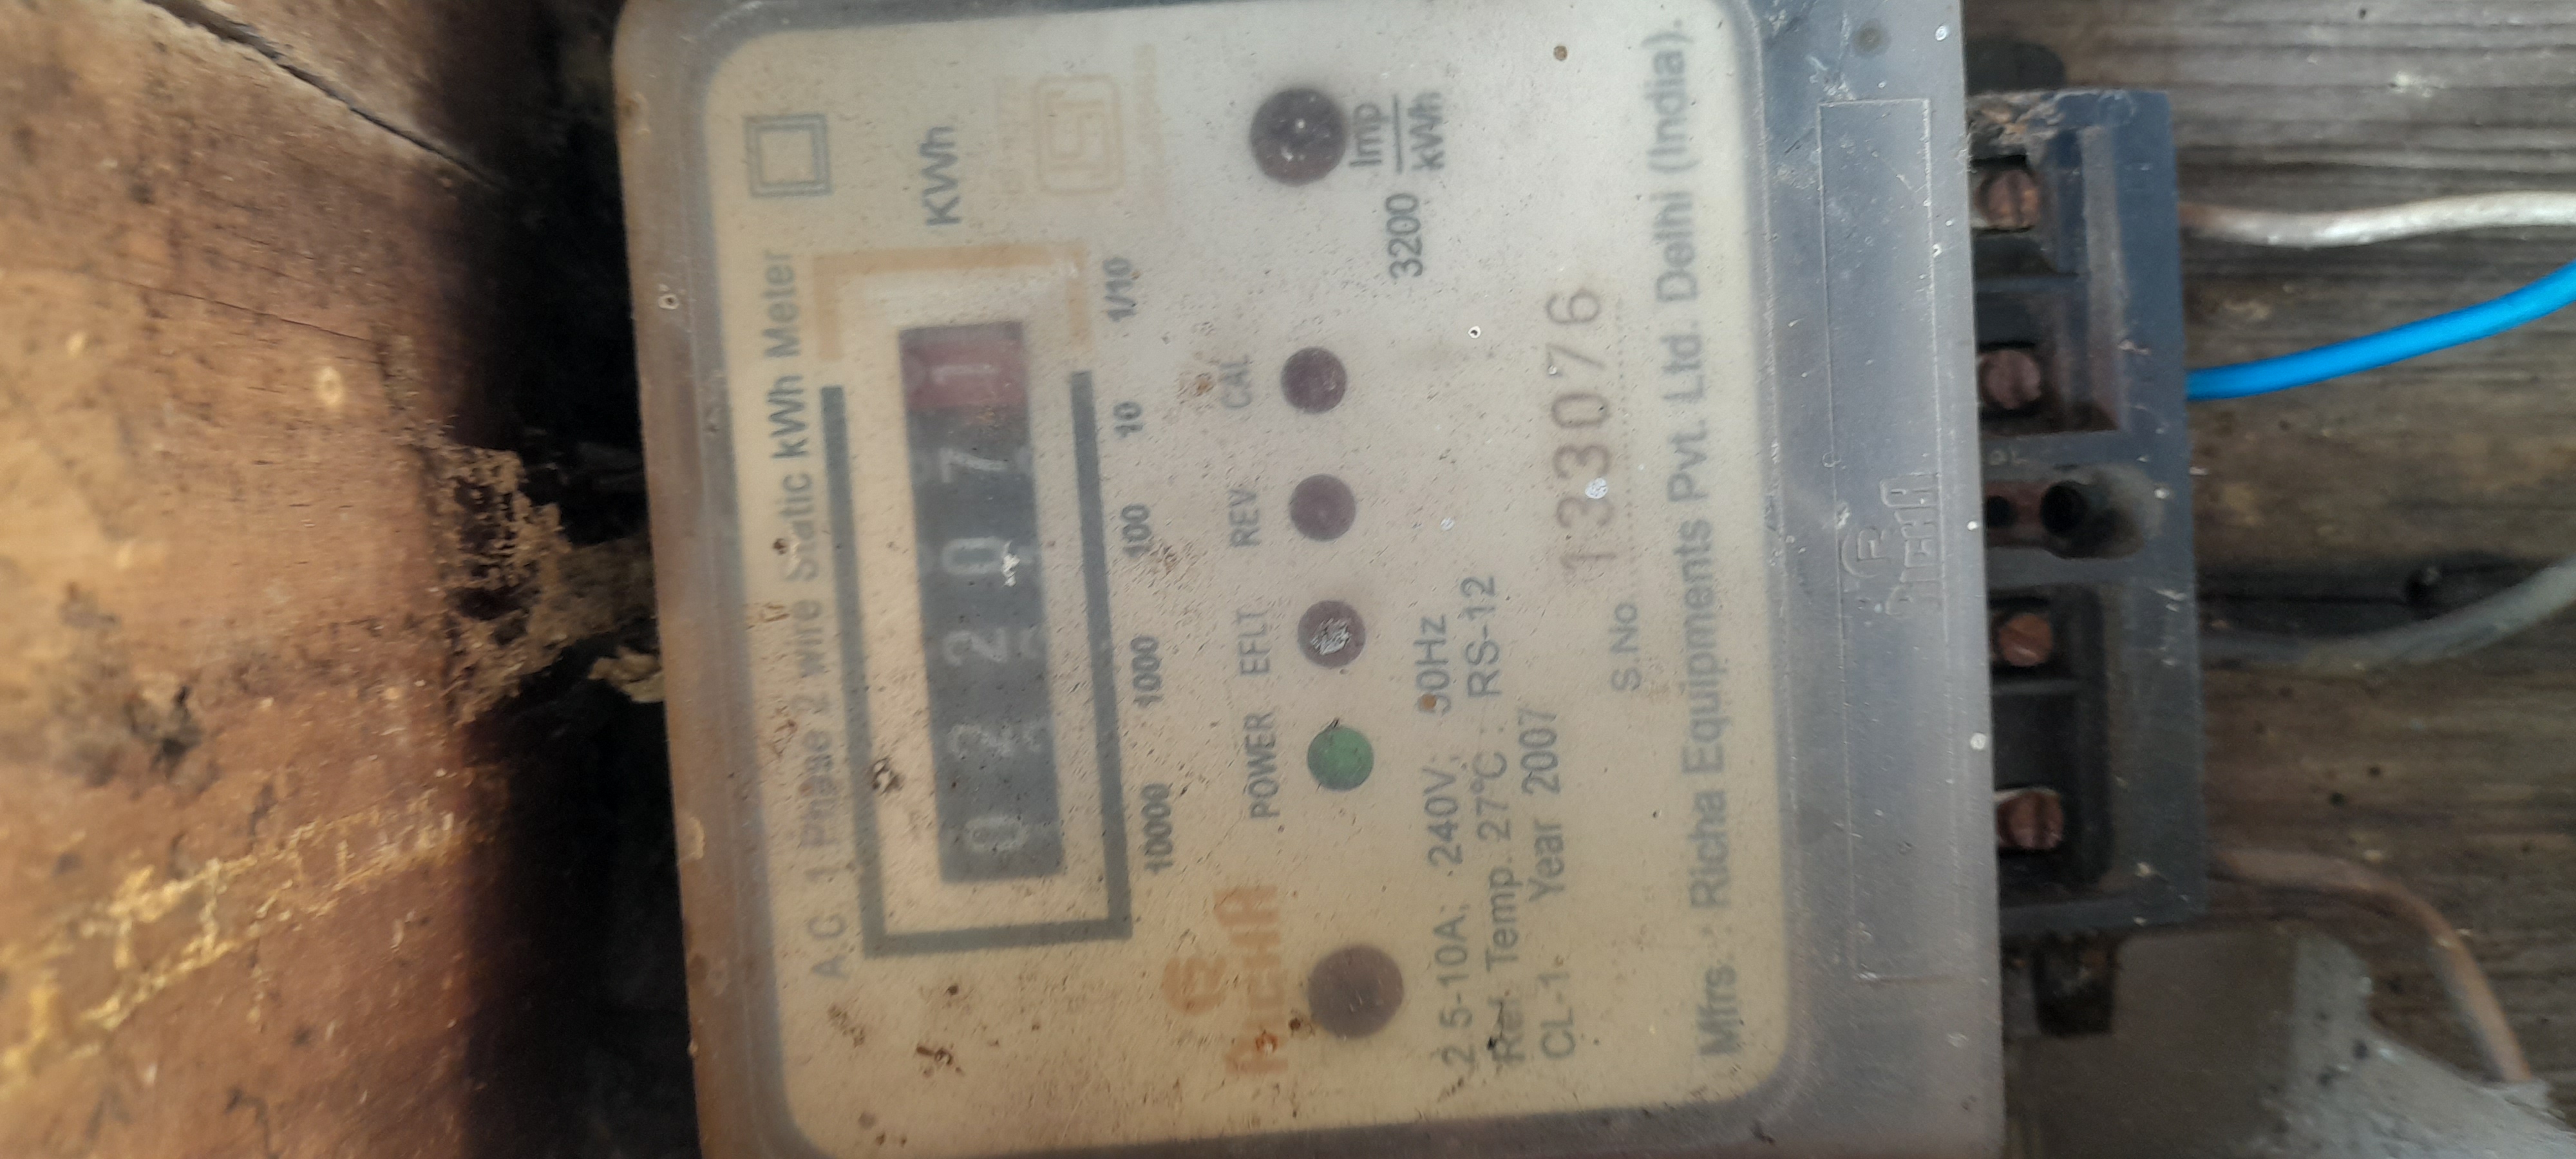 A.C. 1 Phase 2 wire Static kWh Meter
KWh
0 2 2 0 7 1
10000 1000 100 10 1/10
RICHA
POWER EFLT REV CAL
3200 Imp
kWh
2.5-10A; 240V; 50Hz
Ref. Temp. 27°C : RS-12
CL-1. Year 2007
S.No. 133076
Mfrs. : Richa Equipments Pvt. Ltd. Delhi (India).
RICHA